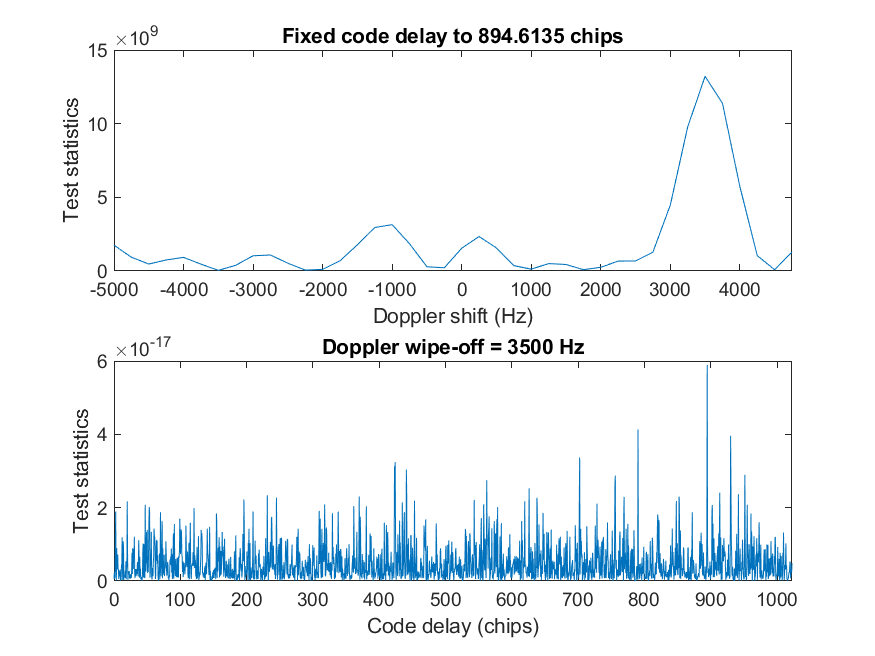 ×10^9
Fixed code delay to 894.6135 chips
15
10
5
0
Test statistics
-5000 -4000 -3000 -2000 -1000 0 1000 2000 3000 4000
Doppler shift (Hz)
×10^-17
Doppler wipe-off = 3500 Hz
6
4
2
0
Test statistics
0 100 200 300 400 500 600 700 800 900 1000
Code delay (chips)